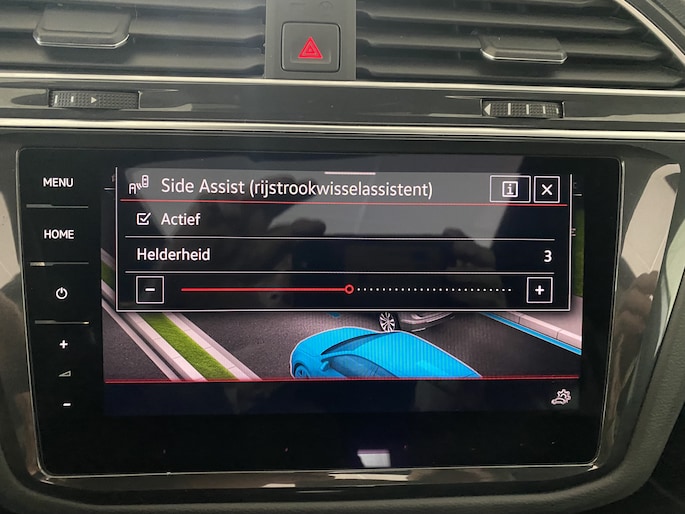 MENU
HOME
Side Assist (rijstrookwisselassistent)
Actief
Helderheid 3